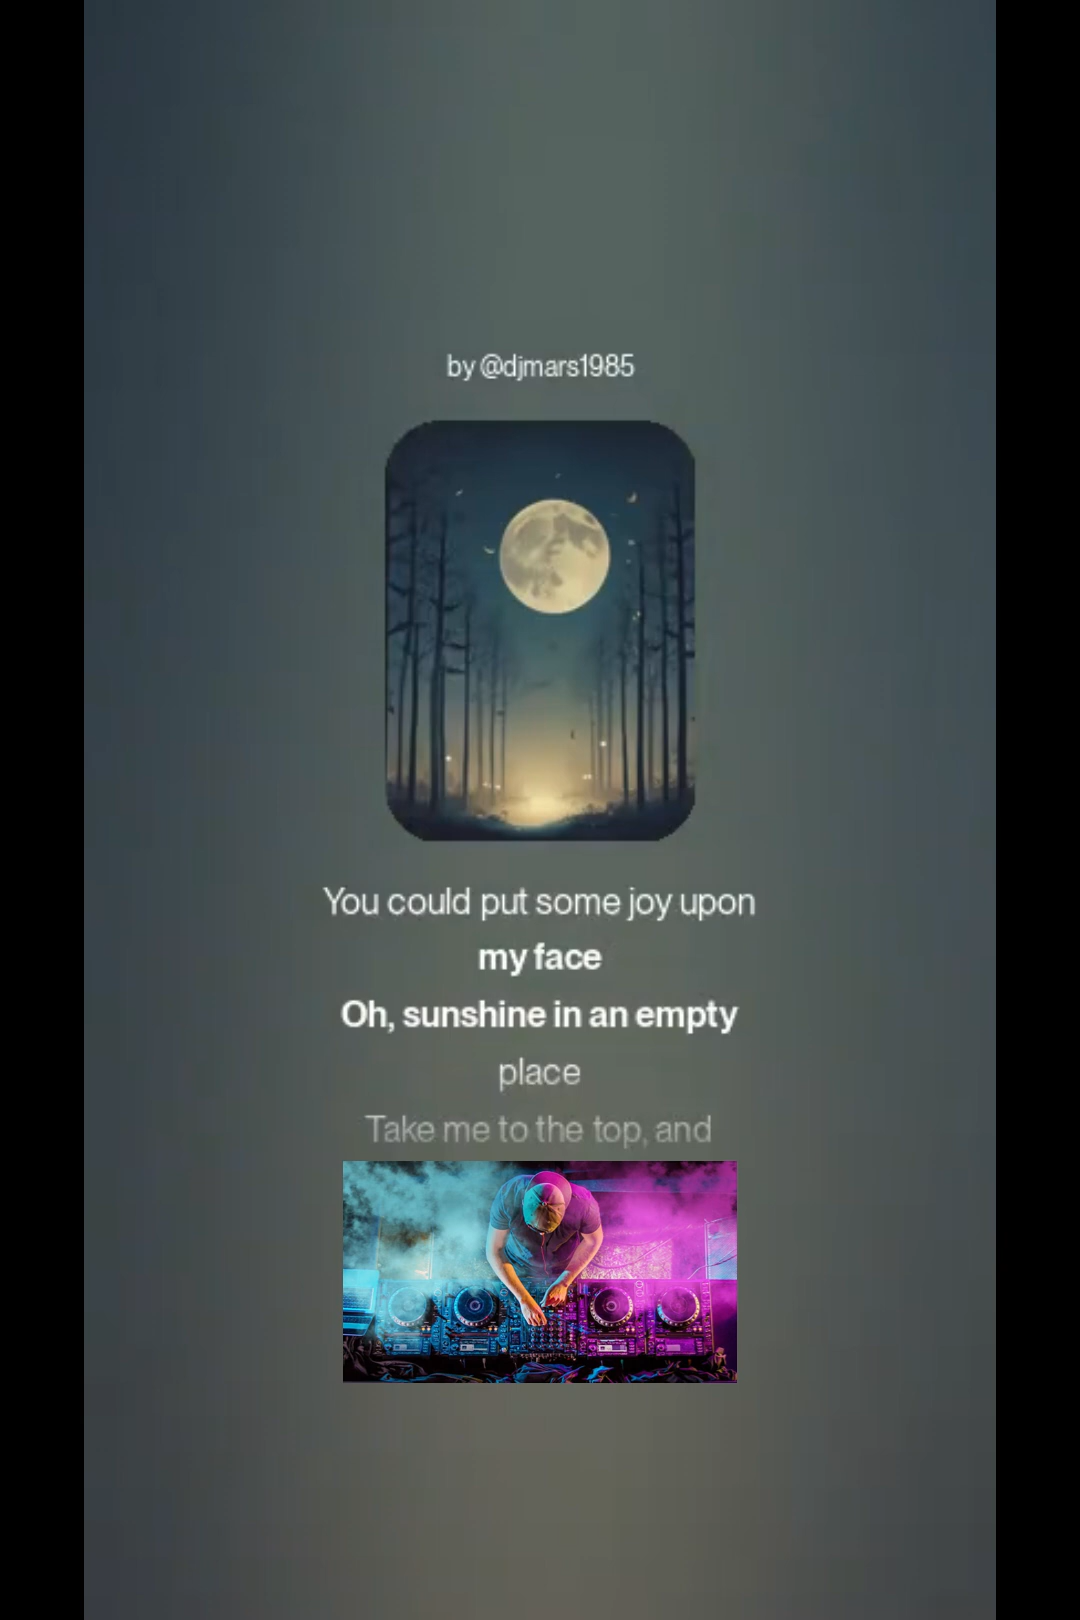 by @djmars1985
You could put some joy upon
my face
Oh, sunshine in an empty
place
Take me to the top, and